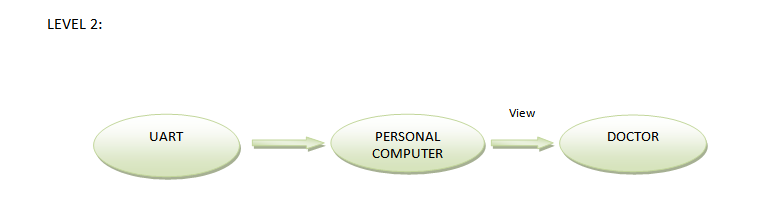 LEVEL 2:
View
UART
PERSONAL
COMPUTER
DOCTOR